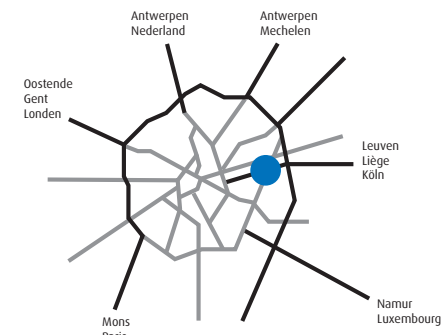 Antwerpen
Nederland
Antwerpen
Mechelen
Oostende
Gent
Londen
Leuven
Liège
Köln
Namur
Luxembourg
Mons